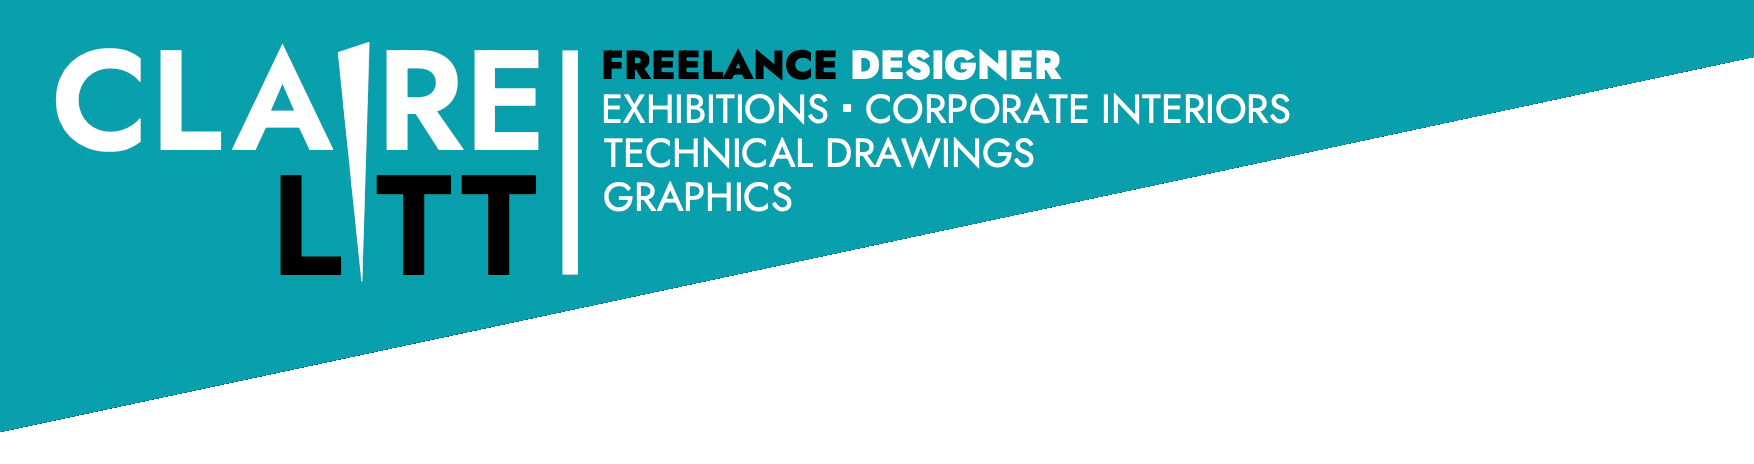 CLAIRE
LITT
FREELANCE DESIGNER
EXHIBITIONS · CORPORATE INTERIORS
TECHNICAL DRAWINGS
GRAPHICS